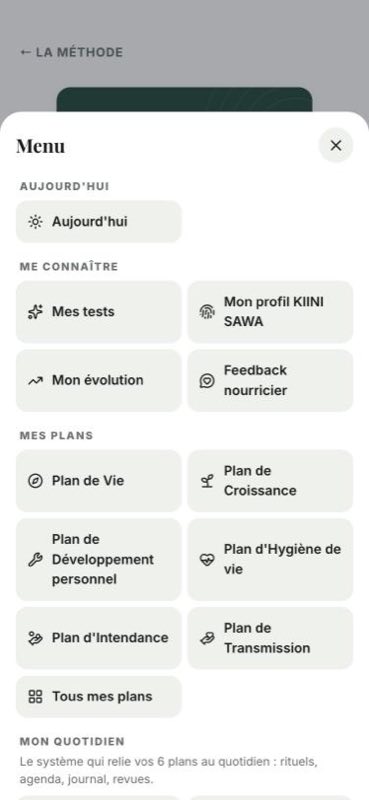 ← LA MÉTHODE
Menu
AUJOURD'HUI
Aujourd'hui
ME CONNAÎTRE
Mes tests
Mon profil KIINI
SAWA
Mon évolution
Feedback
nourricier
MES PLANS
Plan de Vie
Plan de
Croissance
Plan de
Développement
personnel
Plan d'Hygiène de
vie
Plan d'Intendance
Plan de
Transmission
Tous mes plans
MON QUOTIDIEN
Le système qui relie vos 6 plans au quotidien : rituels,
agenda, journal, revues.